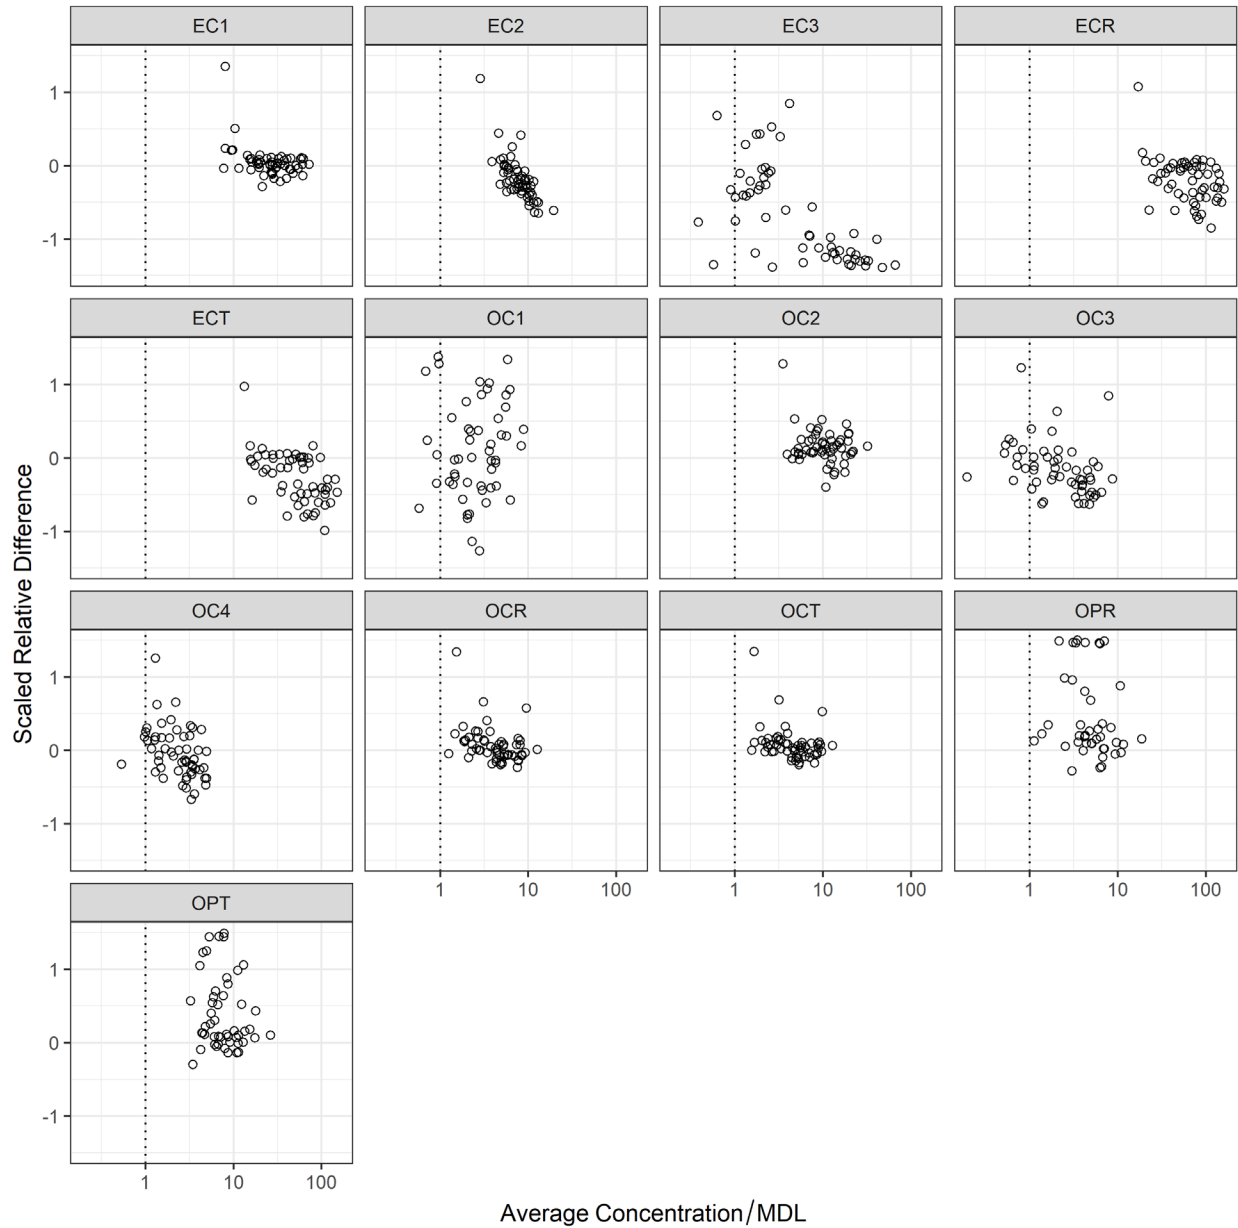 EC1 EC2 EC3 ECR
1
0
-1
ECT OC1 OC2 OC3
1
0
-1
OC4 OCR OCT OPR
1
0
-1
1 10 100 1 10 100 1 10 100
OPT
1
0
-1
1 10 100
Scaled Relative Difference
Average Concentration/MDL